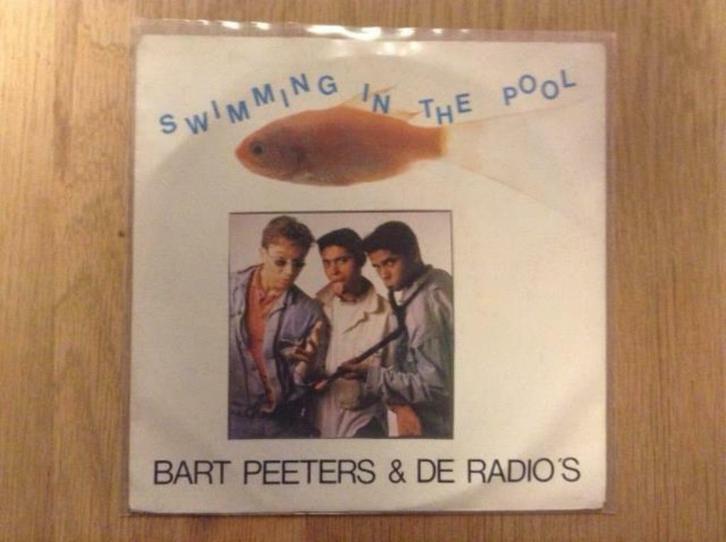 SWIMMING IN THE POOL
BART PEETERS & DE RADIO'S